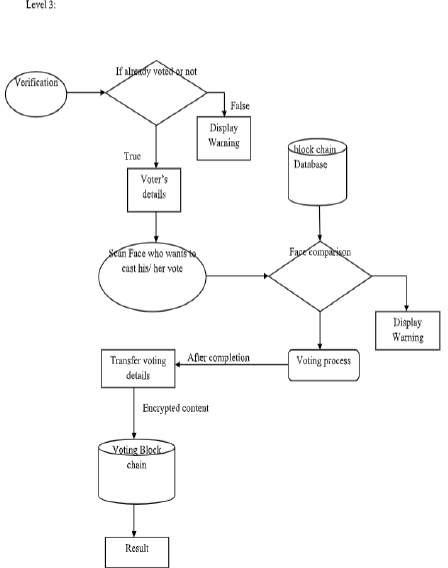 Level 3:
If already voted or not
Verification
False
Display
Warning
True
block chain
Database
Voter's
details
Scan Face who wants to
cast his/ her vote
Face comparison
Display
Warning
Transfer voting
details
After completion
Voting process
Encrypted content
Voting Block
chain
Result